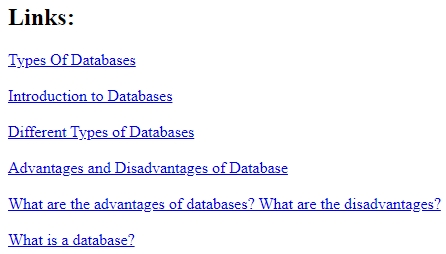 Links:
Types Of Databases
Introduction to Databases
Different Types of Databases
Advantages and Disadvantages of Database
What are the advantages of databases? What are the disadvantages?
What is a database?